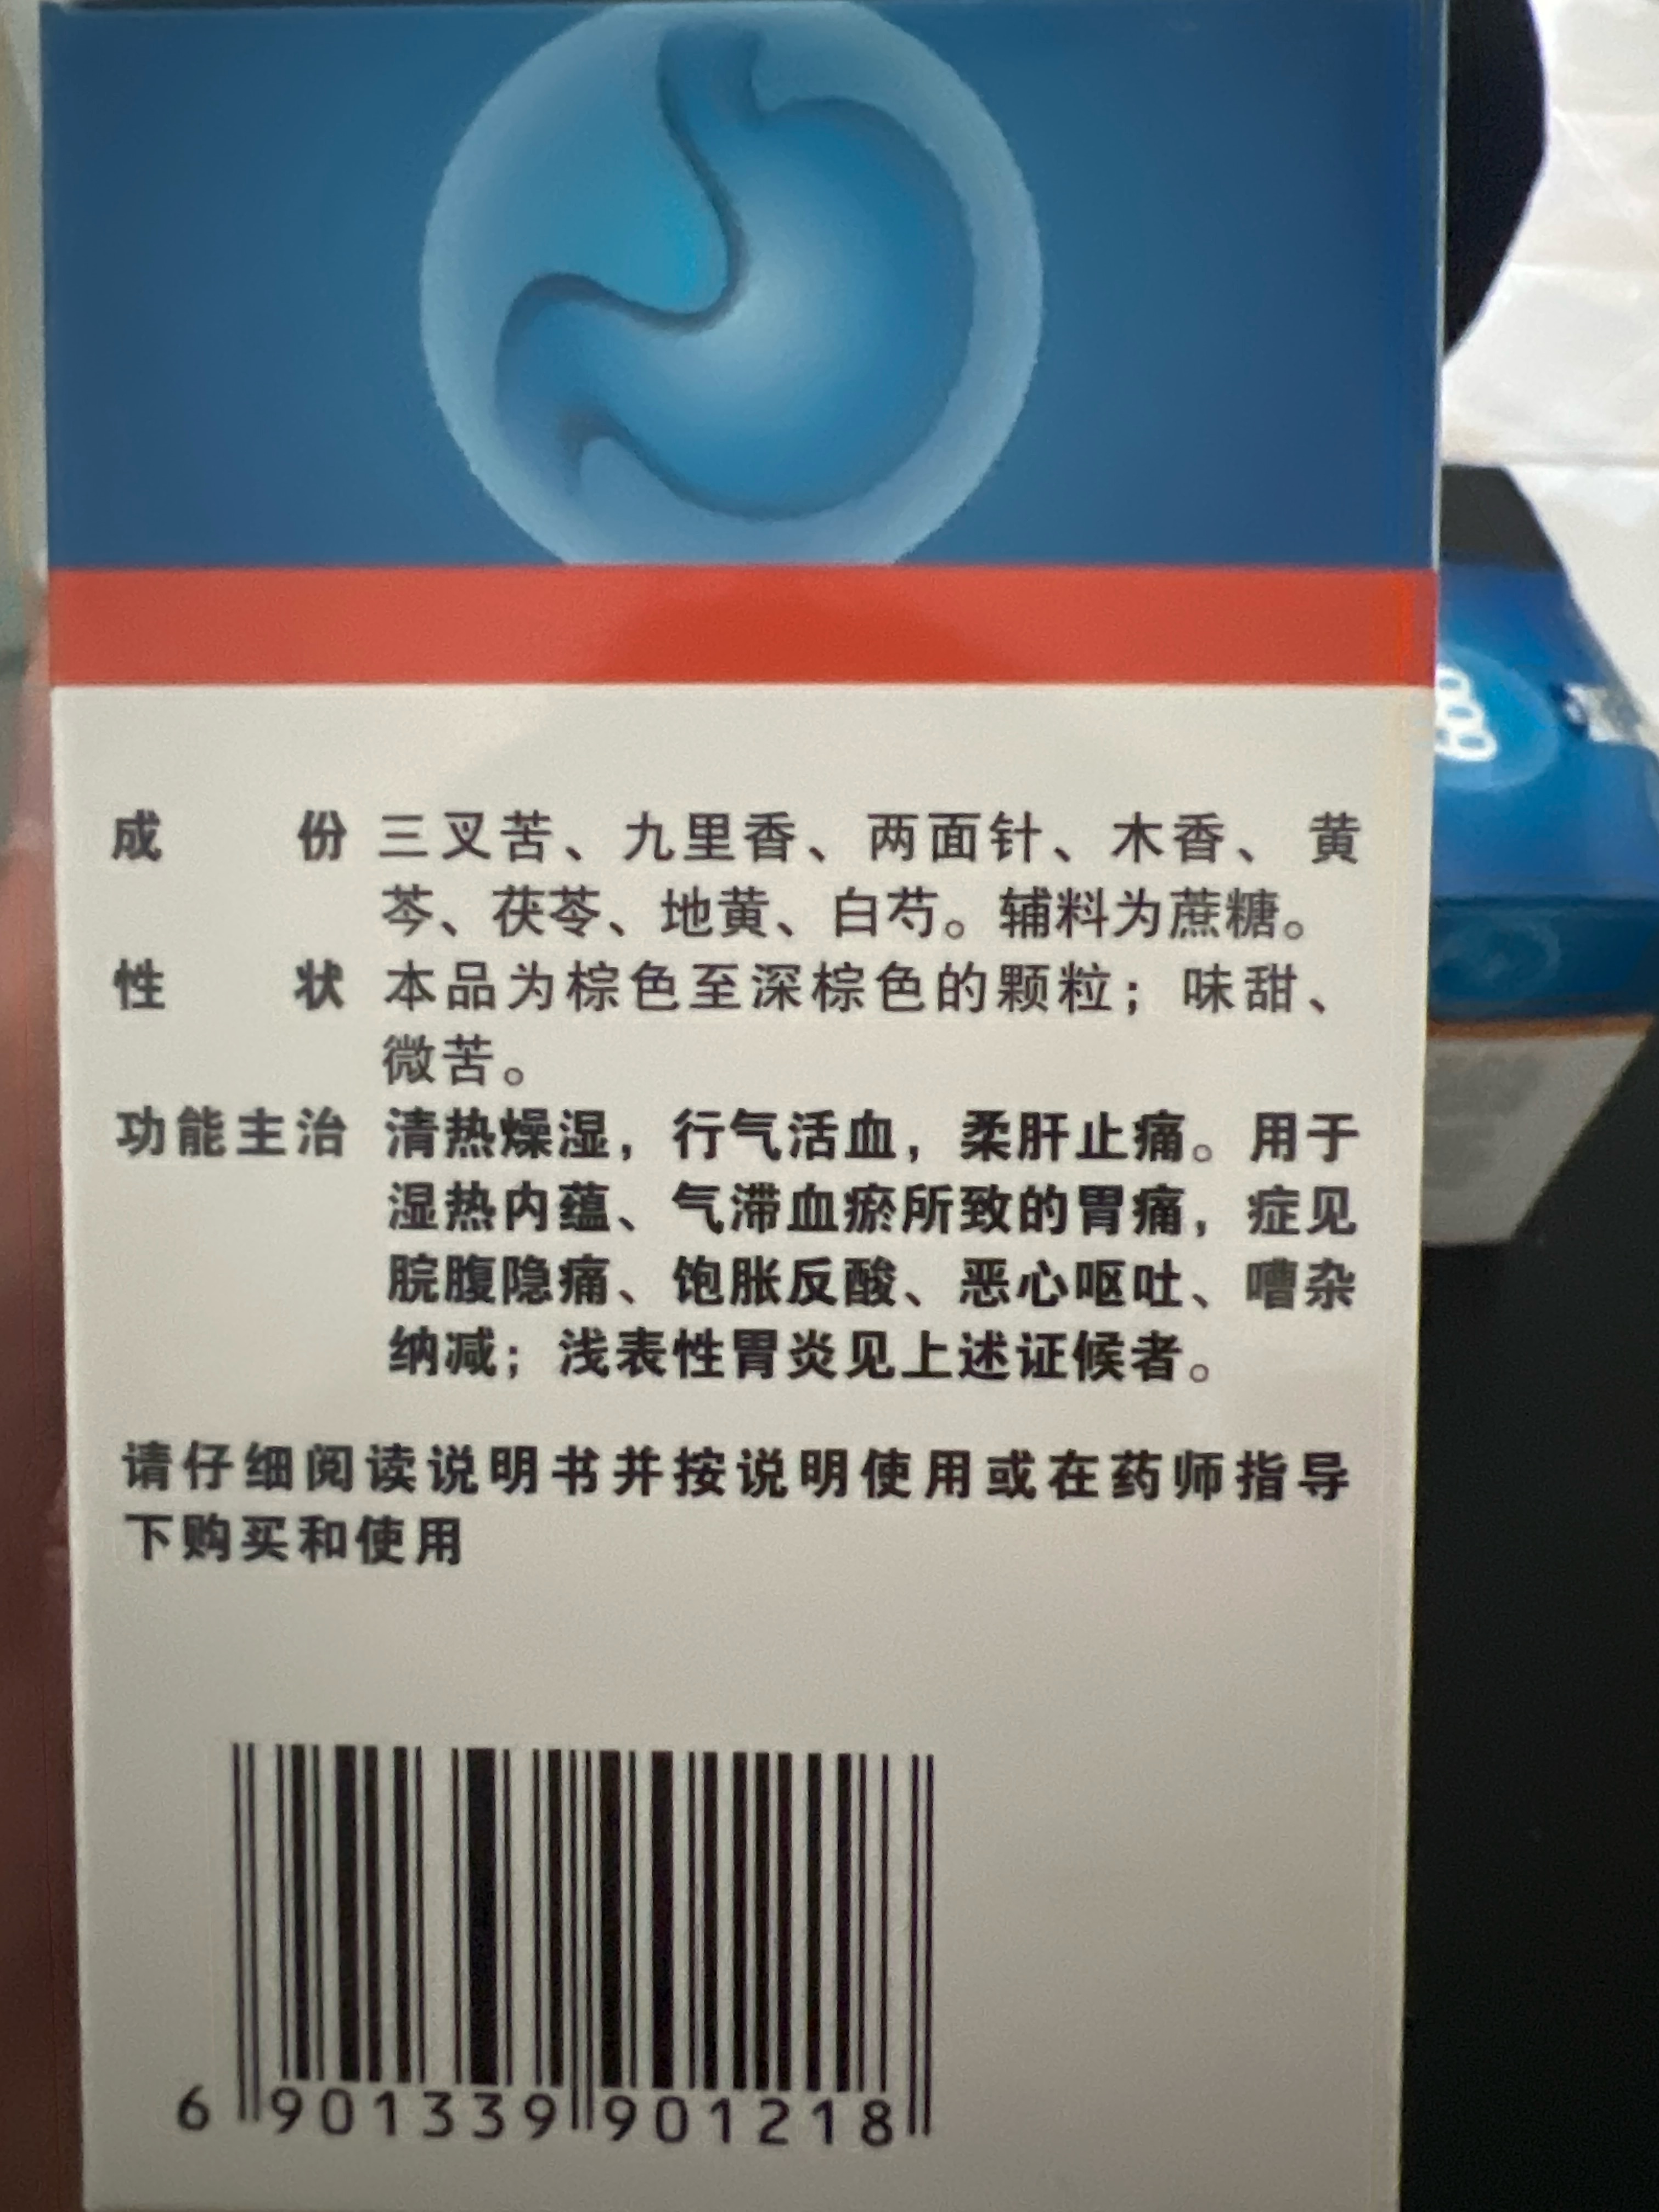 成份 三叉苦、九里香、两面针、木香、黄
芩、茯苓、地黄、白芍。辅料为蔗糖。
性状 本品为棕色至深棕色的颗粒；味甜、
微苦。
功能主治 清热燥湿，行气活血，柔肝止痛。用于
湿热内蕴、气滞血瘀所致的胃痛，症见
脘腹隐痛、饱胀反酸、恶心呕吐、嘈杂
纳减；浅表性胃炎见上述证候者。
请仔细阅读说明书并按说明使用或在药师指导
下购买和使用
6 901339 901218
999